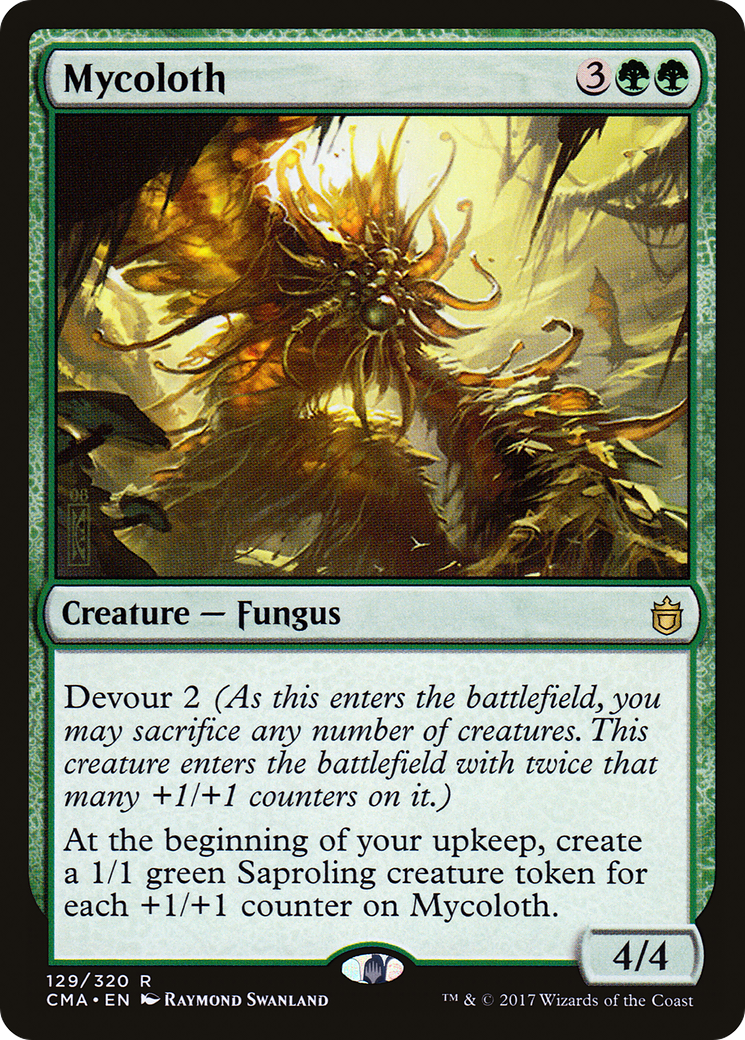 Mycoloth 3
08
Creature — Fungus
Devour 2 (As this enters the battlefield, you
may sacrifice any number of creatures. This
creature enters the battlefield with twice that
many +1/+1 counters on it.)
At the beginning of your upkeep, create
a 1/1 green Saproling creature token for
each +1/+1 counter on Mycoloth.
4/4
129/320 R
CMA • EN Raymond Swanland ™ & © 2017 Wizards of the Coast